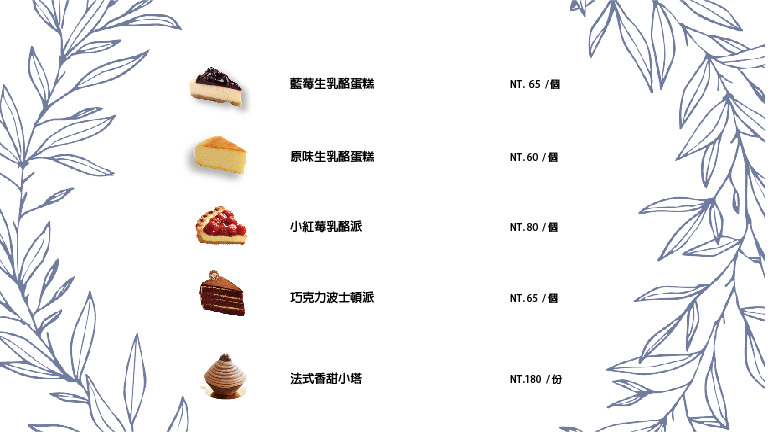 藍莓生乳酪蛋糕 NT. 65 /個
原味生乳酪蛋糕 NT.60 /個
小紅莓乳酪派 NT.80 /個
巧克力波士頓派 NT.65 /個
法式香甜小塔 NT.180 /份